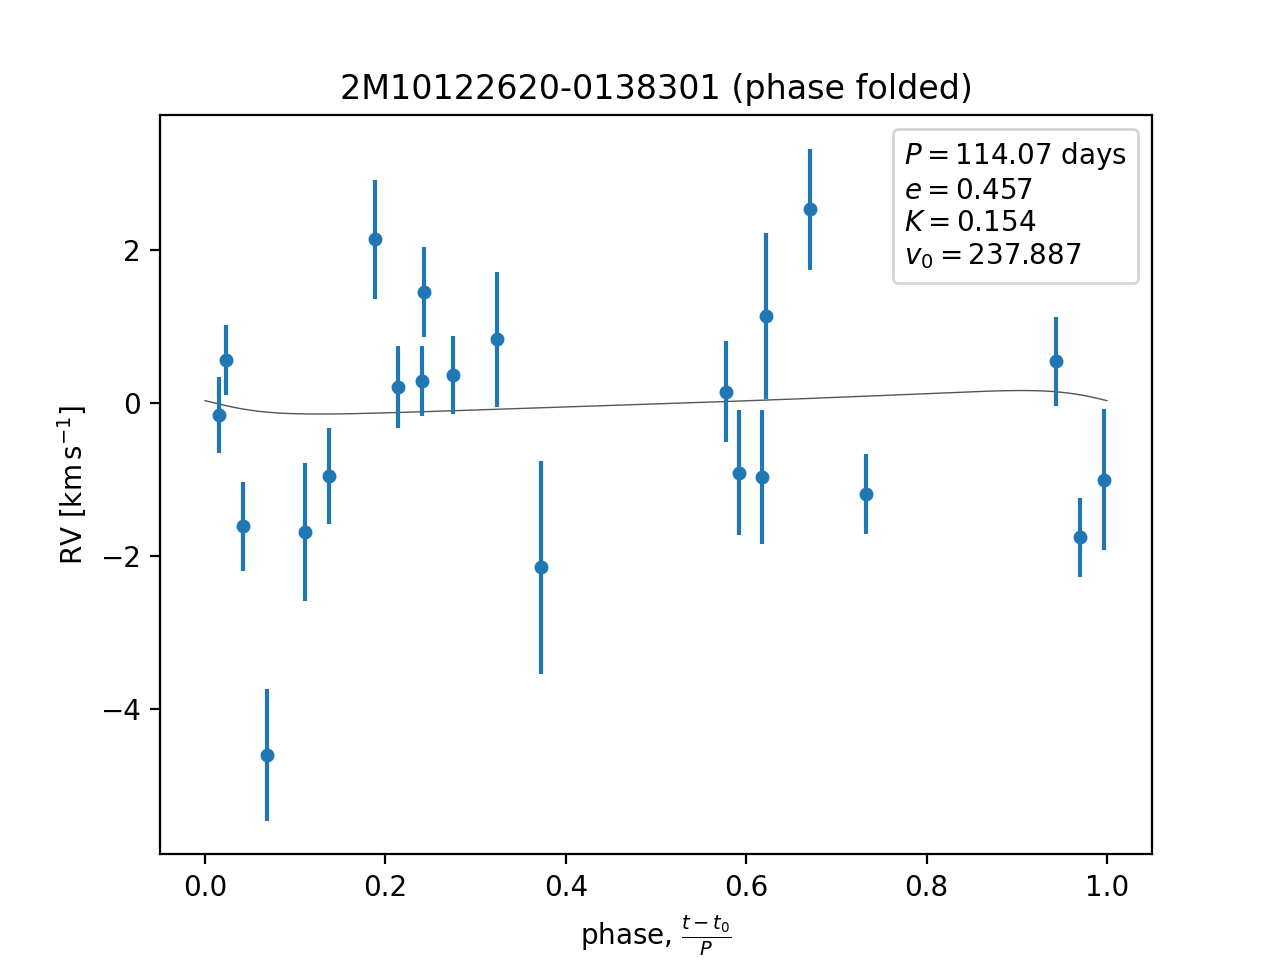 2M10122620-0138301 (phase folded)
P = 114.07 days
e = 0.457
K = 0.154
v₀ = 237.887
2
0
−2
−4
RV [km s⁻¹]
0.0 0.2 0.4 0.6 0.8 1.0
phase, (t − t₀)/P